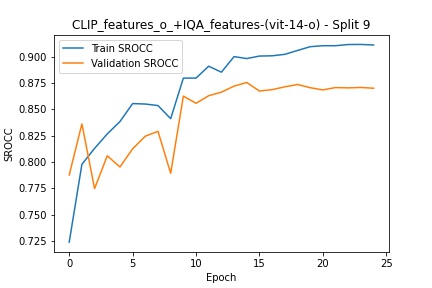 CLIP_features_o_+IQA_features-(vit-14-o) - Split 9
Train SROCC
Validation SROCC
0.900
0.875
0.850
0.825
0.800
0.775
0.750
0.725
SROCC
0 5 10 15 20 25
Epoch